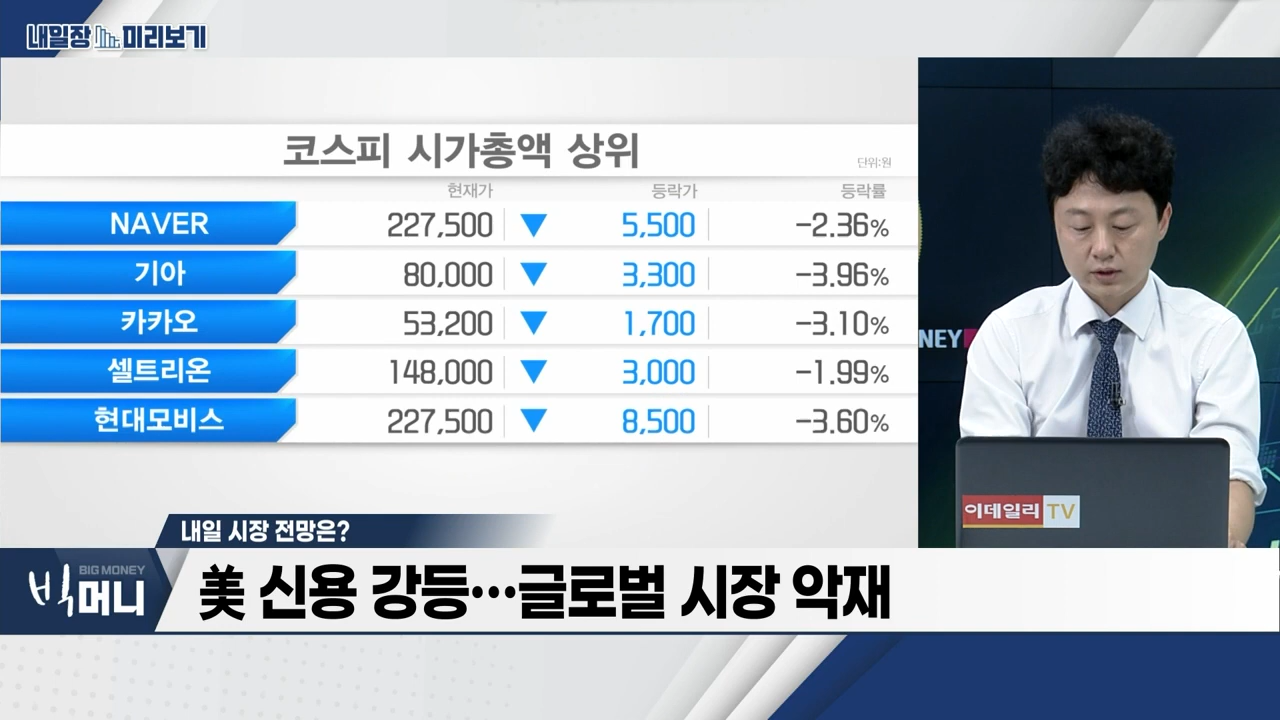 내일장 미리보기
코스피 시가총액 상위
단위:원
현재가 등락가 등락률
NAVER 227,500 ▼ 5,500 -2.36%
기아 80,000 ▼ 3,300 -3.96%
카카오 53,200 ▼ 1,700 -3.10%
셀트리온 148,000 ▼ 3,000 -1.99%
현대모비스 227,500 ▼ 8,500 -3.60%
NEY
이데일리 TV
내일 시장 전망은?
BIG MONEY
빅머니
美 신용 강등…글로벌 시장 악재